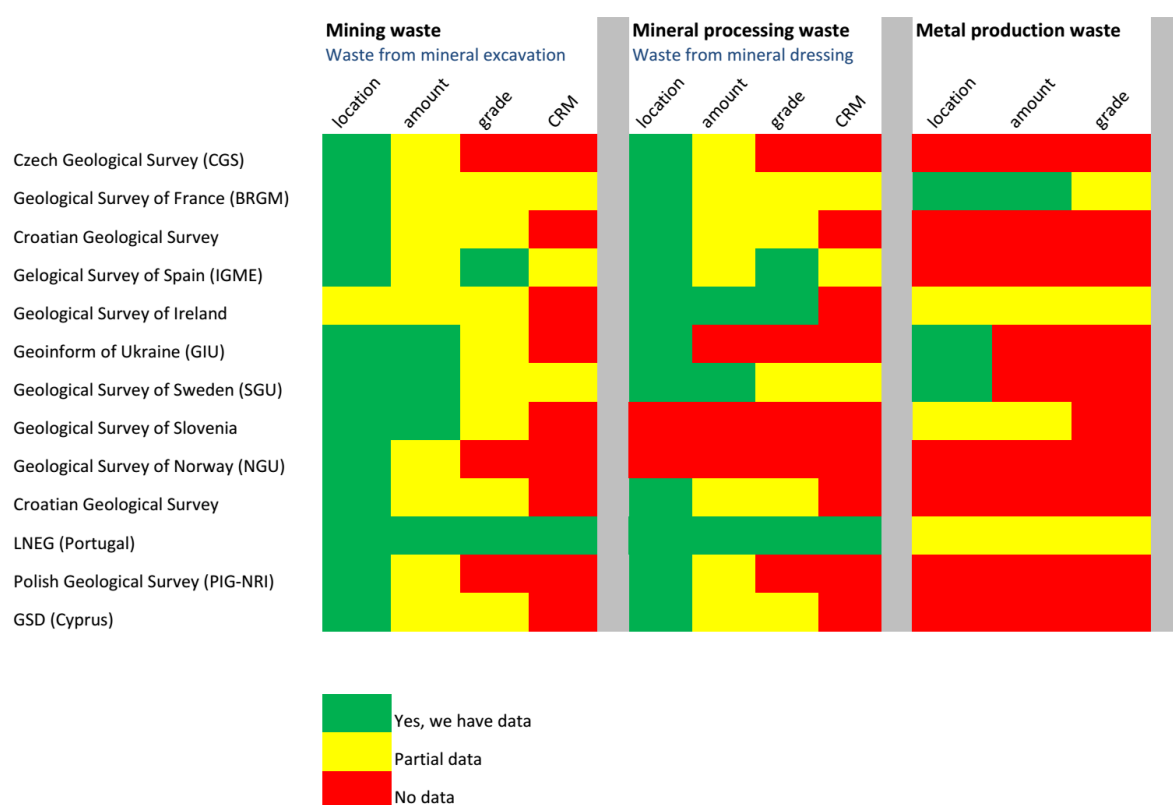 Mining waste
Waste from mineral excavation
Mineral processing waste
Waste from mineral dressing
Metal production waste
location
amount
grade
CRM
location
amount
grade
CRM
location
amount
grade
Czech Geological Survey (CGS)
Geological Survey of France (BRGM)
Croatian Geological Survey
Gelogical Survey of Spain (IGME)
Geological Survey of Ireland
Geoinform of Ukraine (GIU)
Geological Survey of Sweden (SGU)
Geological Survey of Slovenia
Geological Survey of Norway (NGU)
Croatian Geological Survey
LNEG (Portugal)
Polish Geological Survey (PIG-NRI)
GSD (Cyprus)
Yes, we have data
Partial data
No data